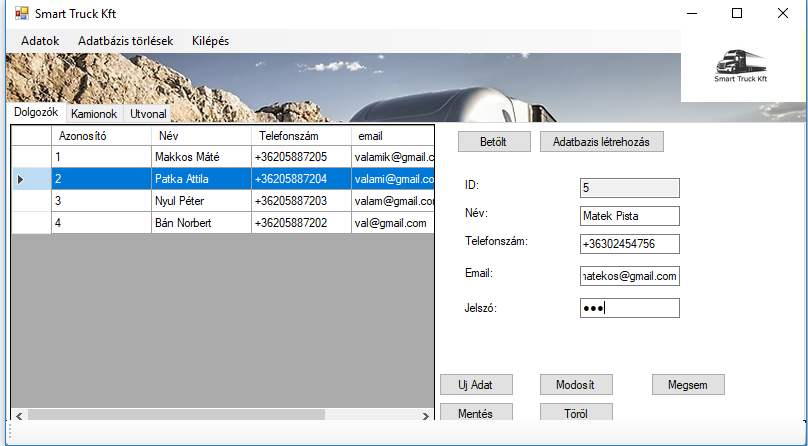 Smart Truck Kft
Adatok Adatbázis törlések Kilépés
Smart Truck Kft
Dolgozók Kamionok Utvonal
Azonosító Név Telefonszám email
1 Makkos Máté +36205887205 valamik@gmail.c
2 Patka Attila +36205887204 valami@gmail.co
3 Nyul Péter +36205887203 valam@gmail.co
4 Bán Norbert +36205887202 val@gmail.com
Betölt Adatbazis létrehozás
ID: 5
Név: Matek Pista
Telefonszám: +36302454756
Email: natekos@gmail.com
Jelszó: ●●●
Uj Adat Modosít Megsem
Mentés Töröl